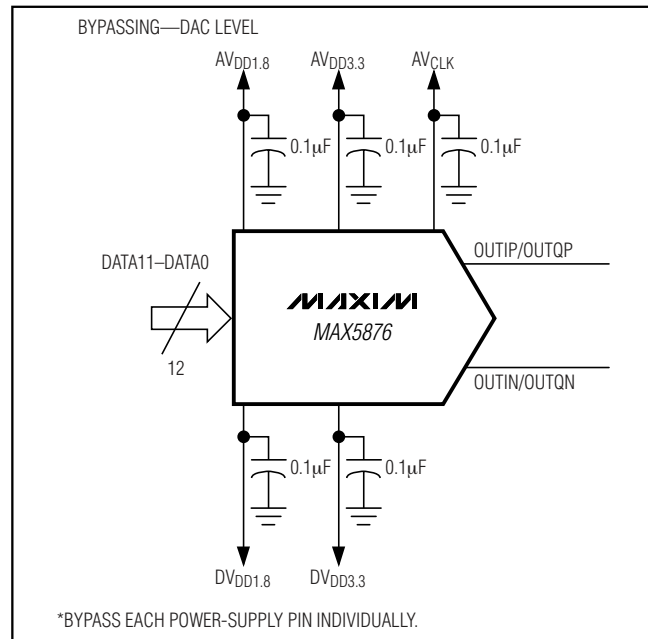 BYPASSING—DAC LEVEL
AVDD1.8 AVDD3.3 AVCLK
0.1µF 0.1µF 0.1µF
OUTIP/OUTQP
DATA11–DATA0
MAXIM
MAX5876
12
OUTIN/OUTQN
0.1µF 0.1µF
DVDD1.8 DVDD3.3
*BYPASS EACH POWER-SUPPLY PIN INDIVIDUALLY.